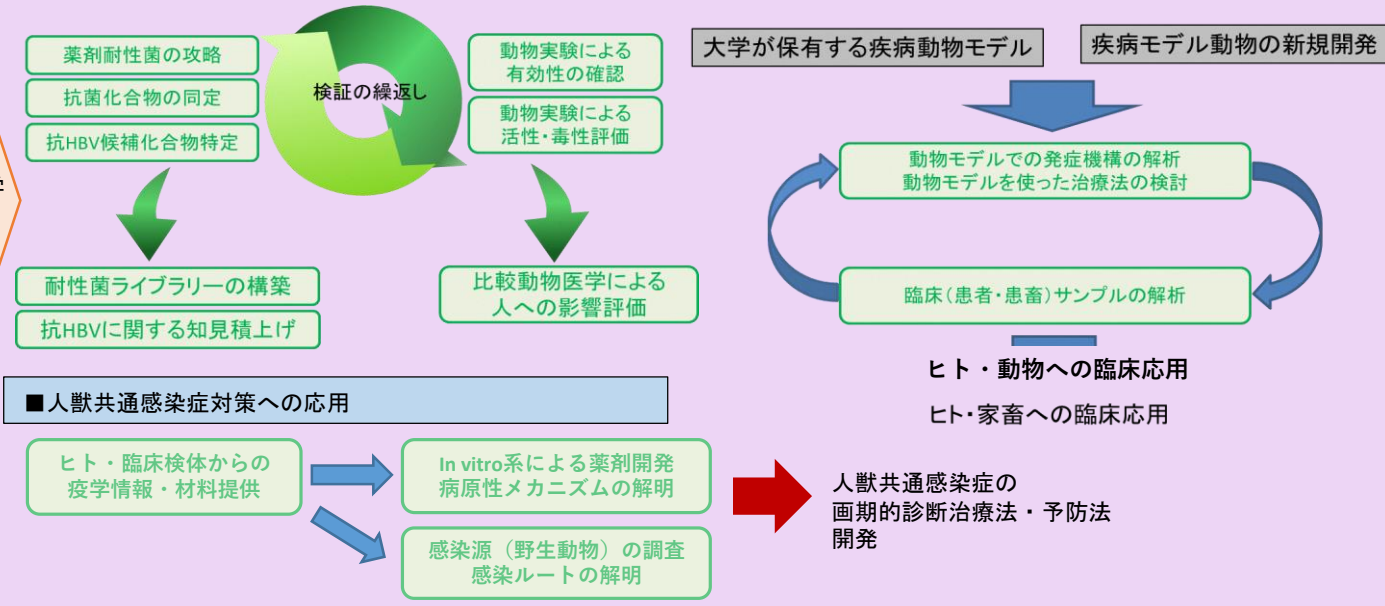 薬剤耐性菌の攻略
抗菌化合物の同定
抗HBV候補化合物特定
検証の繰返し
動物実験による
有効性の確認
動物実験による
活性・毒性評価
耐性菌ライブラリーの構築
抗HBVに関する知見積上げ
比較動物医学による
人への影響評価
大学が保有する疾病動物モデル
疾病モデル動物の新規開発
動物モデルでの発症機構の解析
動物モデルを使った治療法の検討
臨床(患者・患畜)サンプルの解析
ヒト・動物への臨床応用
ヒト・家畜への臨床応用
■人獣共通感染症対策への応用
ヒト・臨床検体からの
疫学情報・材料提供
In vitro系による薬剤開発
病原性メカニズムの解明
感染源（野生動物）の調査
感染ルートの解明
人獣共通感染症の
画期的診断治療法・予防法
開発